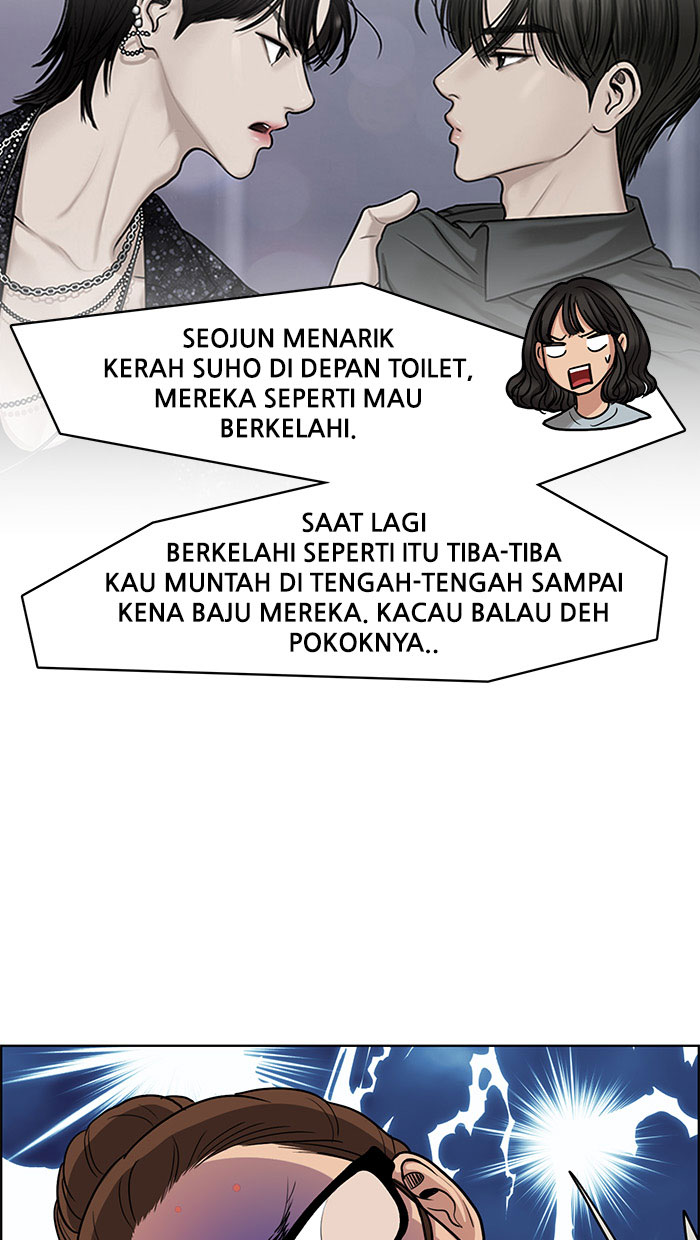 SEOJUN MENARIK
KERAH SUHO DI DEPAN TOILET,
MEREKA SEPERTI MAU
BERKELAHI.
SAAT LAGI
BERKELAHI SEPERTI ITU TIBA-TIBA
KAU MUNTAH DI TENGAH-TENGAH SAMPAI
KENA BAJU MEREKA. KACAU BALAU DEH
POKOKNYA..